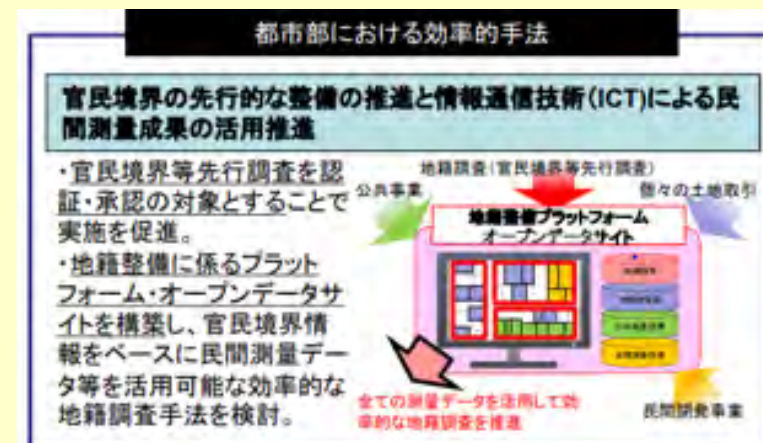 都市部における効率的手法
官民境界の先行的な整備の推進と情報通信技術(ICT)による民
間測量成果の活用推進
・官民境界等先行調査を認
証・承認の対象とすることで
実施を促進。
・地籍整備に係るプラット
フォーム・オープンデータサ
イトを構築し、官民境界情
報をベースに民間測量デー
タ等を活用可能な効率的な
地籍調査手法を検討。
地籍調査(官民境界等先行調査)
公共事業
個々の土地取引
地籍整備プラットフォーム
オープンデータサイト
全ての測量データを活用して効
率的な地籍調査を推進
民間開発事業